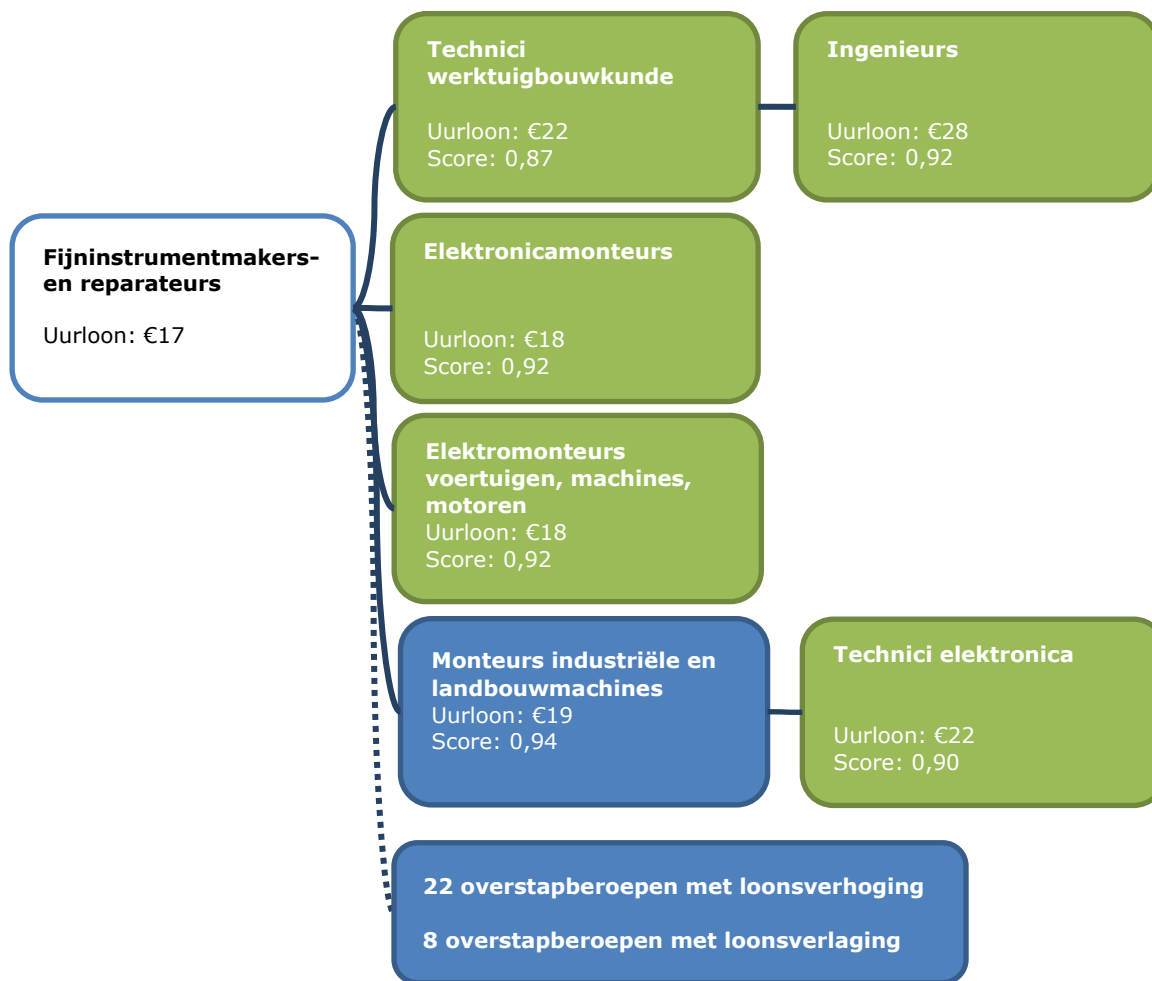 Technici
werktuigbouwkunde
Uurloon: €22
Score: 0,87
Ingenieurs
Uurloon: €28
Score: 0,92
Fijninstrumentmakers-
en reparateurs
Uurloon: €17
Elektronicamonteurs
Uurloon: €18
Score: 0,92
Elektromonteurs
voertuigen, machines,
motoren
Uurloon: €18
Score: 0,92
Monteurs industriële en
landbouwmachines
Uurloon: €19
Score: 0,94
Technici elektronica
Uurloon: €22
Score: 0,90
22 overstapberoepen met loonsverhoging
8 overstapberoepen met loonsverlaging